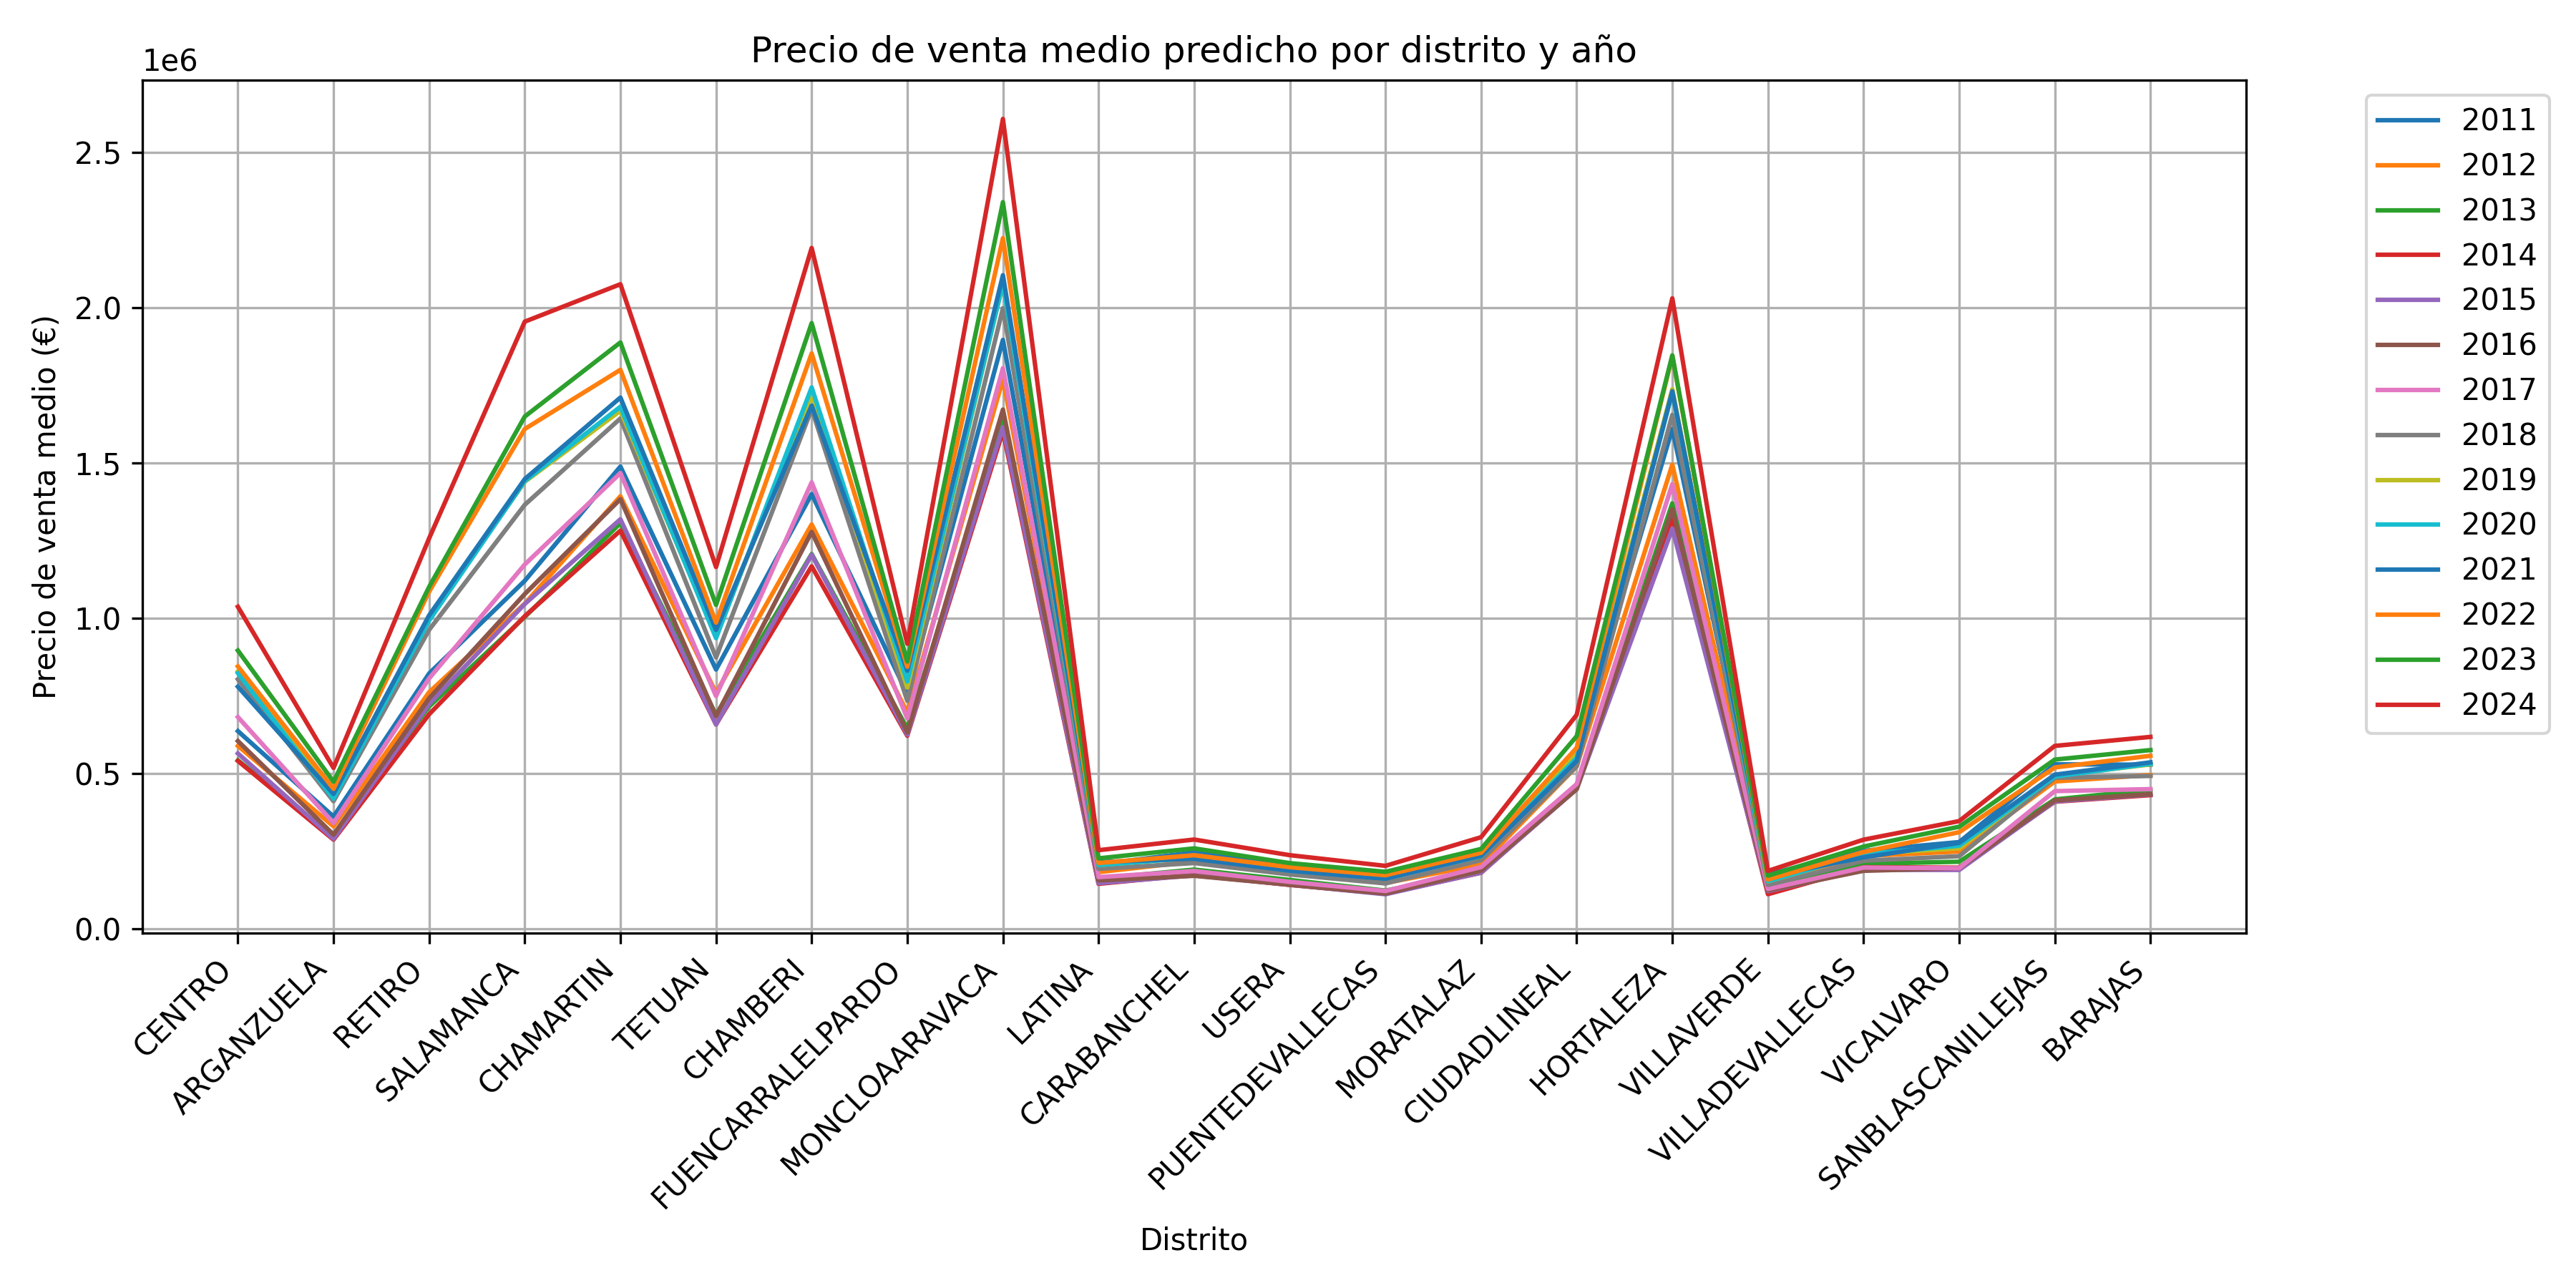 Precio de venta medio predicho por distrito y año
1e6
2.5
2.0
1.5
1.0
0.5
0.0
Precio de venta medio (€)
CENTRO
ARGANZUELA
RETIRO
SALAMANCA
CHAMARTIN
TETUAN
CHAMBERI
FUENCARRALELPARDO
MONCLOAARAVACA
LATINA
CARABANCHEL
USERA
PUENTEDEVALLECAS
MORATALAZ
CIUDADLINEAL
HORTALEZA
VILLAVERDE
VILLADEVALLECAS
VICALVARO
SANBLASCANILLEJAS
BARAJAS
Distrito
2011
2012
2013
2014
2015
2016
2017
2018
2019
2020
2021
2022
2023
2024